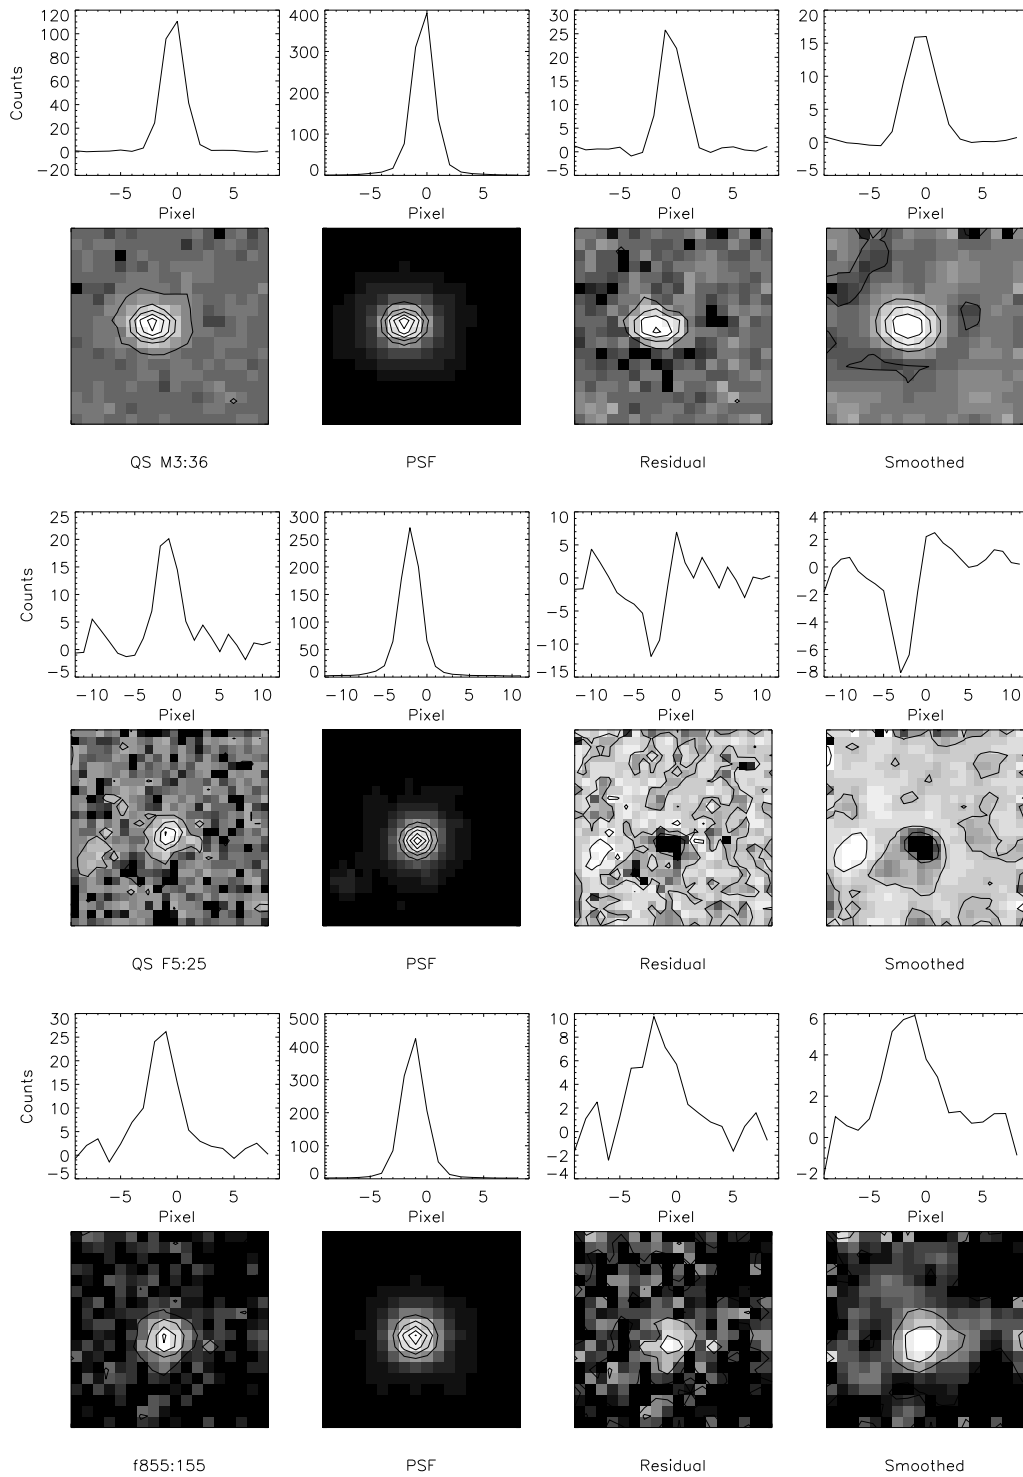 120
100
80
60
40
20
0
−20
Counts
−5 0 5
Pixel
400
300
200
100
0
−5 0 5
Pixel
30
25
20
15
10
5
0
−5
−5 0 5
Pixel
20
15
10
5
0
−5
−5 0 5
Pixel
QS M3:36
PSF
Residual
Smoothed
25
20
15
10
5
0
−5
Counts
−10 −5 0 5 10
Pixel
300
250
200
150
100
50
0
−10 −5 0 5 10
Pixel
10
5
0
−5
−10
−15
−10 −5 0 5 10
Pixel
4
2
0
−2
−4
−6
−8
−10 −5 0 5 10
Pixel
QS F5:25
PSF
Residual
Smoothed
30
25
20
15
10
5
0
−5
Counts
−5 0 5
Pixel
500
400
300
200
100
0
−5 0 5
Pixel
10
8
6
4
2
0
−2
−4
−5 0 5
Pixel
6
4
2
0
−2
−5 0 5
Pixel
f855:155
PSF
Residual
Smoothed